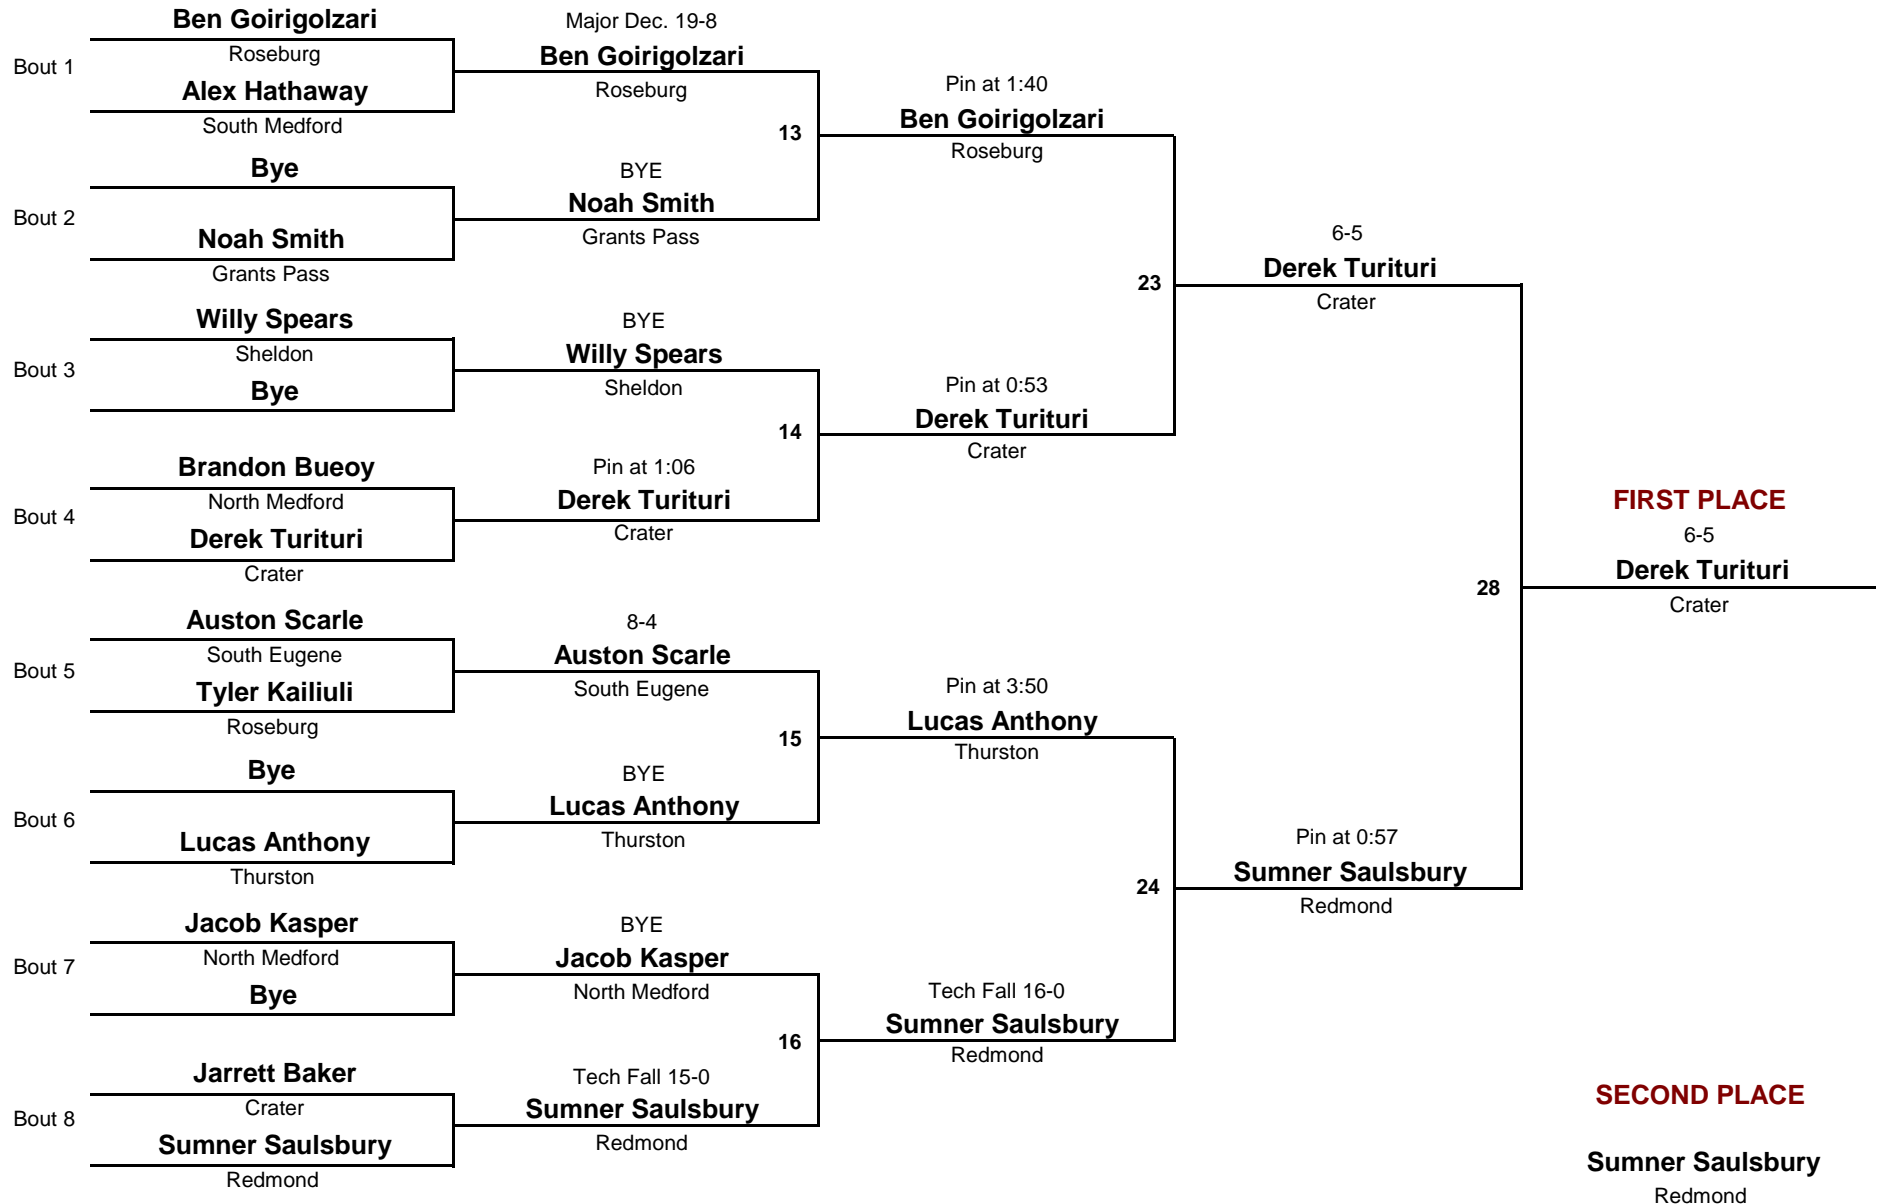 Ben Goirigolzari
Bout 1
Roseburg
Alex Hathaway
South Medford
Bye
Bout 2
Noah Smith
Grants Pass
Willy Spears
Bout 3
Sheldon
Bye
Brandon Bueoy
Bout 4
North Medford
Derek Turituri
Crater
Auston Scarle
Bout 5
South Eugene
Tyler Kailiuli
Roseburg
Bye
Bout 6
Lucas Anthony
Thurston
Jacob Kasper
Bout 7
North Medford
Bye
Jarrett Baker
Bout 8
Crater
Sumner Saulsbury
Redmond
Major Dec. 19-8
Ben Goirigolzari
Roseburg
13
BYE
Noah Smith
Grants Pass
BYE
Willy Spears
Sheldon
14
Pin at 1:06
Derek Turituri
Crater
8-4
Auston Scarle
South Eugene
15
BYE
Lucas Anthony
Thurston
BYE
Jacob Kasper
North Medford
16
Tech Fall 15-0
Sumner Saulsbury
Redmond
Pin at 1:40
Ben Goirigolzari
Roseburg
23
Pin at 0:53
Derek Turituri
Crater
Pin at 3:50
Lucas Anthony
Thurston
24
Tech Fall 16-0
Sumner Saulsbury
Redmond
6-5
Derek Turituri
Crater
28
Pin at 0:57
Sumner Saulsbury
Redmond
FIRST PLACE
6-5
Derek Turituri
Crater
SECOND PLACE
Sumner Saulsbury
Redmond